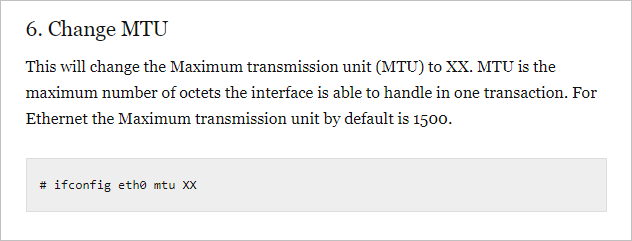 6. Change MTU
This will change the Maximum transmission unit (MTU) to XX. MTU is the
maximum number of octets the interface is able to handle in one transaction. For
Ethernet the Maximum transmission unit by default is 1500.
# ifconfig eth0 mtu XX